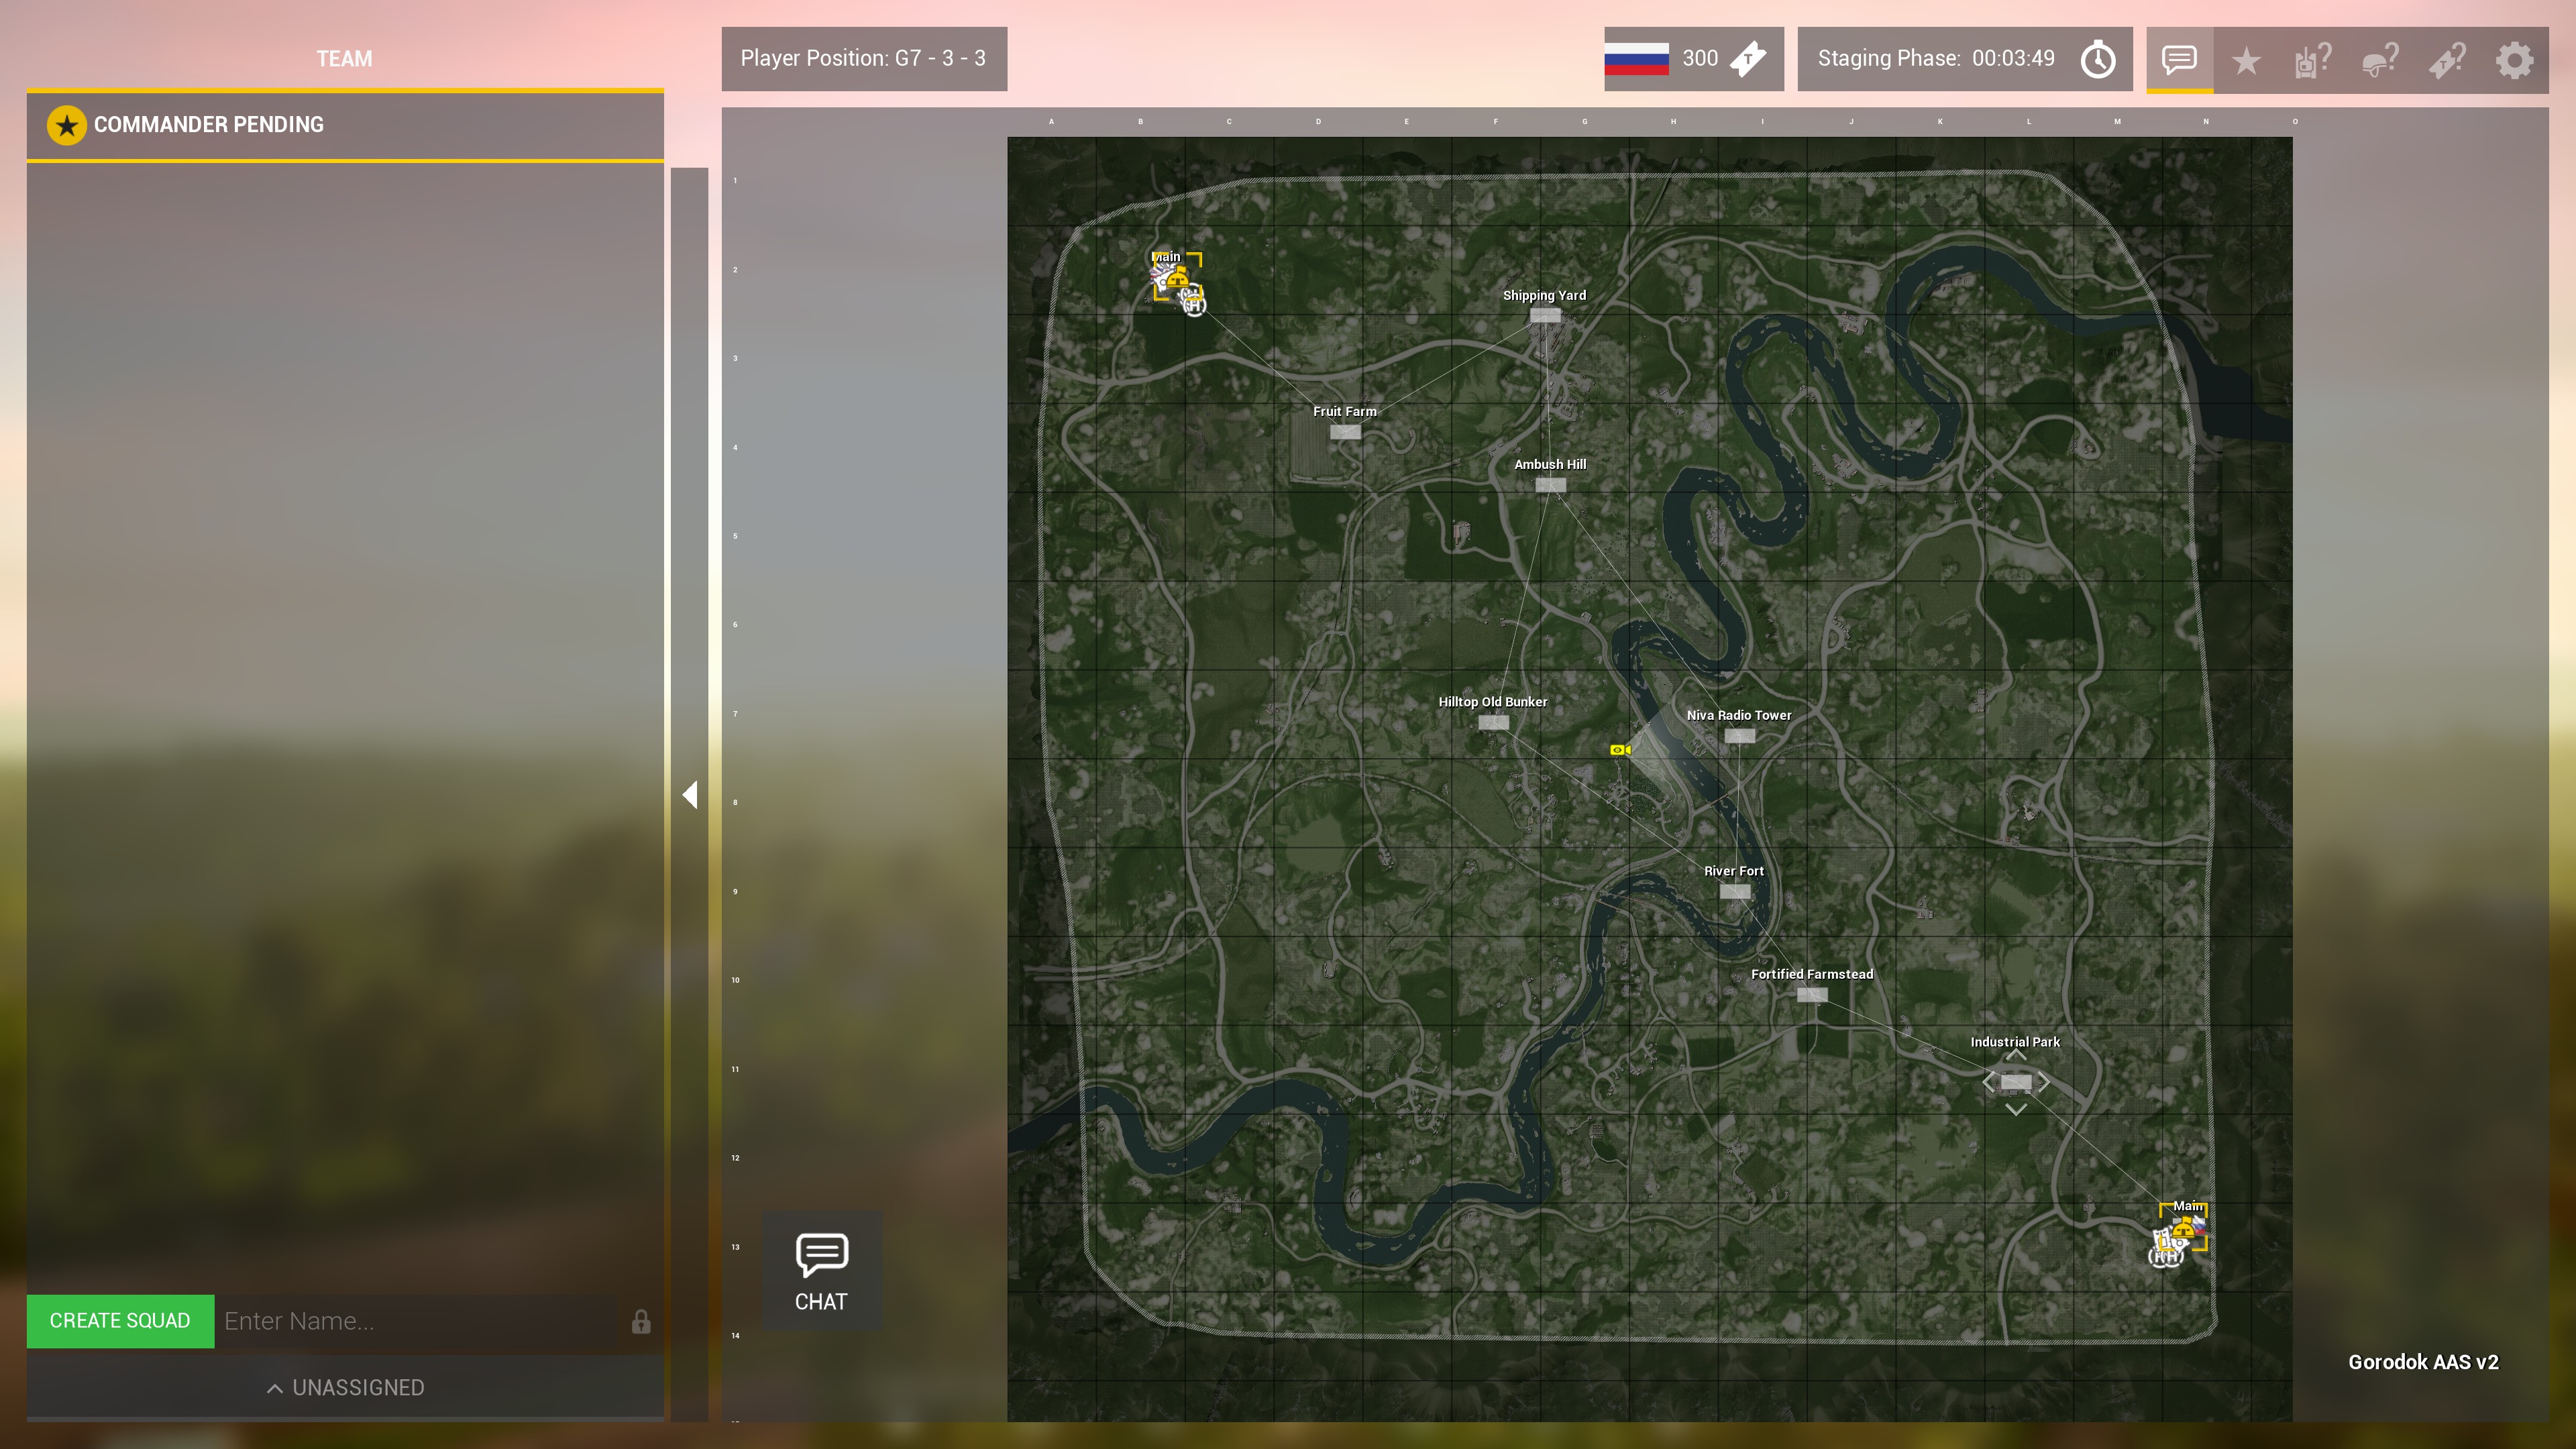 TEAM
Player Position: G7 - 3 - 3
300
T
Staging Phase: 00:03:49
COMMANDER PENDING
A B C D E F G H I J K L M N O
1
2
3
4
5
6
7
8
9
10
11
12
13
14
Main
H
Shipping Yard
Fruit Farm
Ambush Hill
Hilltop Old Bunker
Niva Radio Tower
River Fort
Fortified Farmstead
Industrial Park
Main
H H
CHAT
CREATE SQUAD
Enter Name...
UNASSIGNED
Gorodok AAS v2